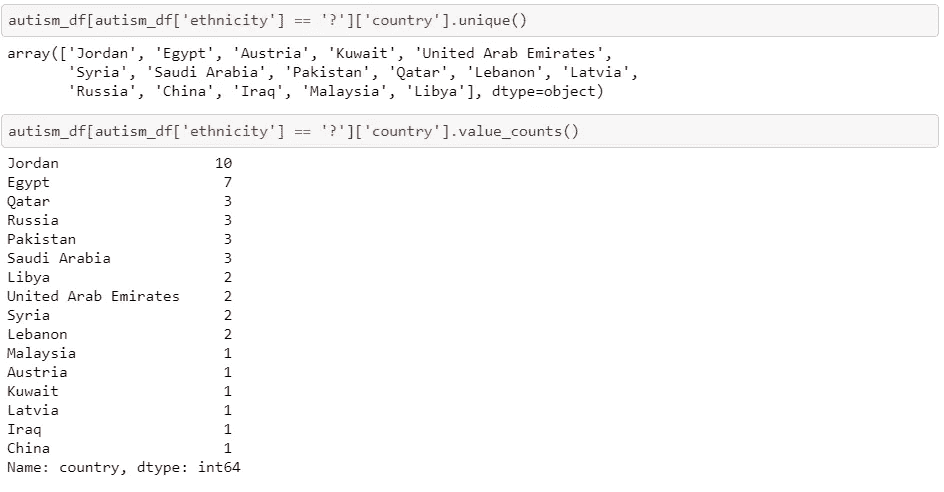 autism_df[autism_df['ethnicity'] == '?']['country'].unique()
array(['Jordan', 'Egypt', 'Austria', 'Kuwait', 'United Arab Emirates',
       'Syria', 'Saudi Arabia', 'Pakistan', 'Qatar', 'Lebanon', 'Latvia',
       'Russia', 'China', 'Iraq', 'Malaysia', 'Libya'], dtype=object)
autism_df[autism_df['ethnicity'] == '?']['country'].value_counts()
Jordan                  10
Egypt                    7
Qatar                    3
Russia                   3
Pakistan                 3
Saudi Arabia             3
Libya                    2
United Arab Emirates     2
Syria                    2
Lebanon                  2
Malaysia                 1
Austria                  1
Kuwait                   1
Latvia                   1
Iraq                     1
China                    1
Name: country, dtype: int64